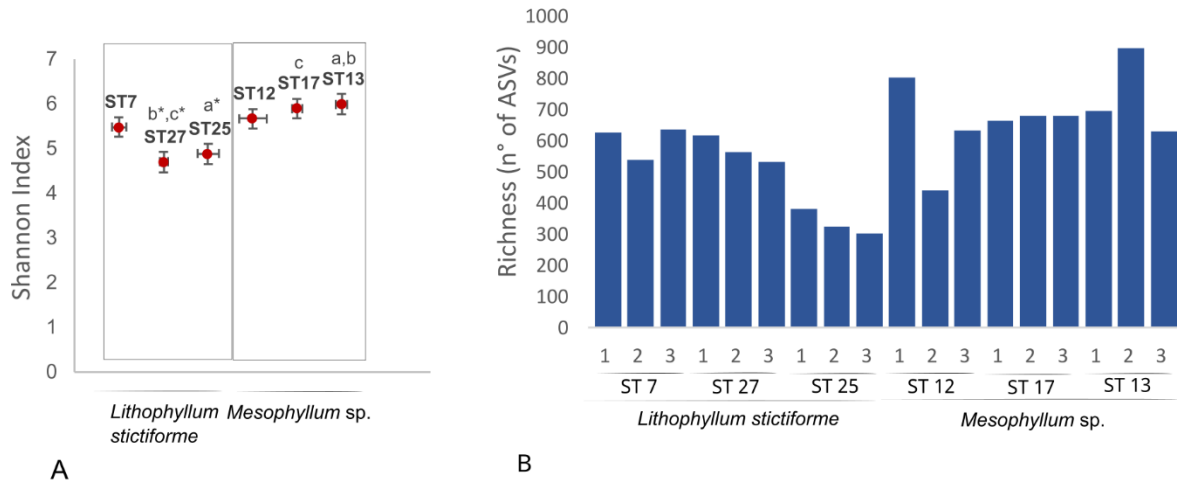 7
6
5
4
3
2
1
0
Shannon Index
ST7
b*,c*
ST27
a*
ST25
ST12
c
ST17
a,b
ST13
Lithophyllum
stictiforme
Mesophyllum sp.
A
1000
900
800
700
600
500
400
300
200
100
0
Richness (n° of ASVs)
1 2 3 1 2 3 1 2 3 1 2 3 1 2 3 1 2 3
ST 7 ST 27 ST 25 ST 12 ST 17 ST 13
Lithophyllum stictiforme Mesophyllum sp.
B